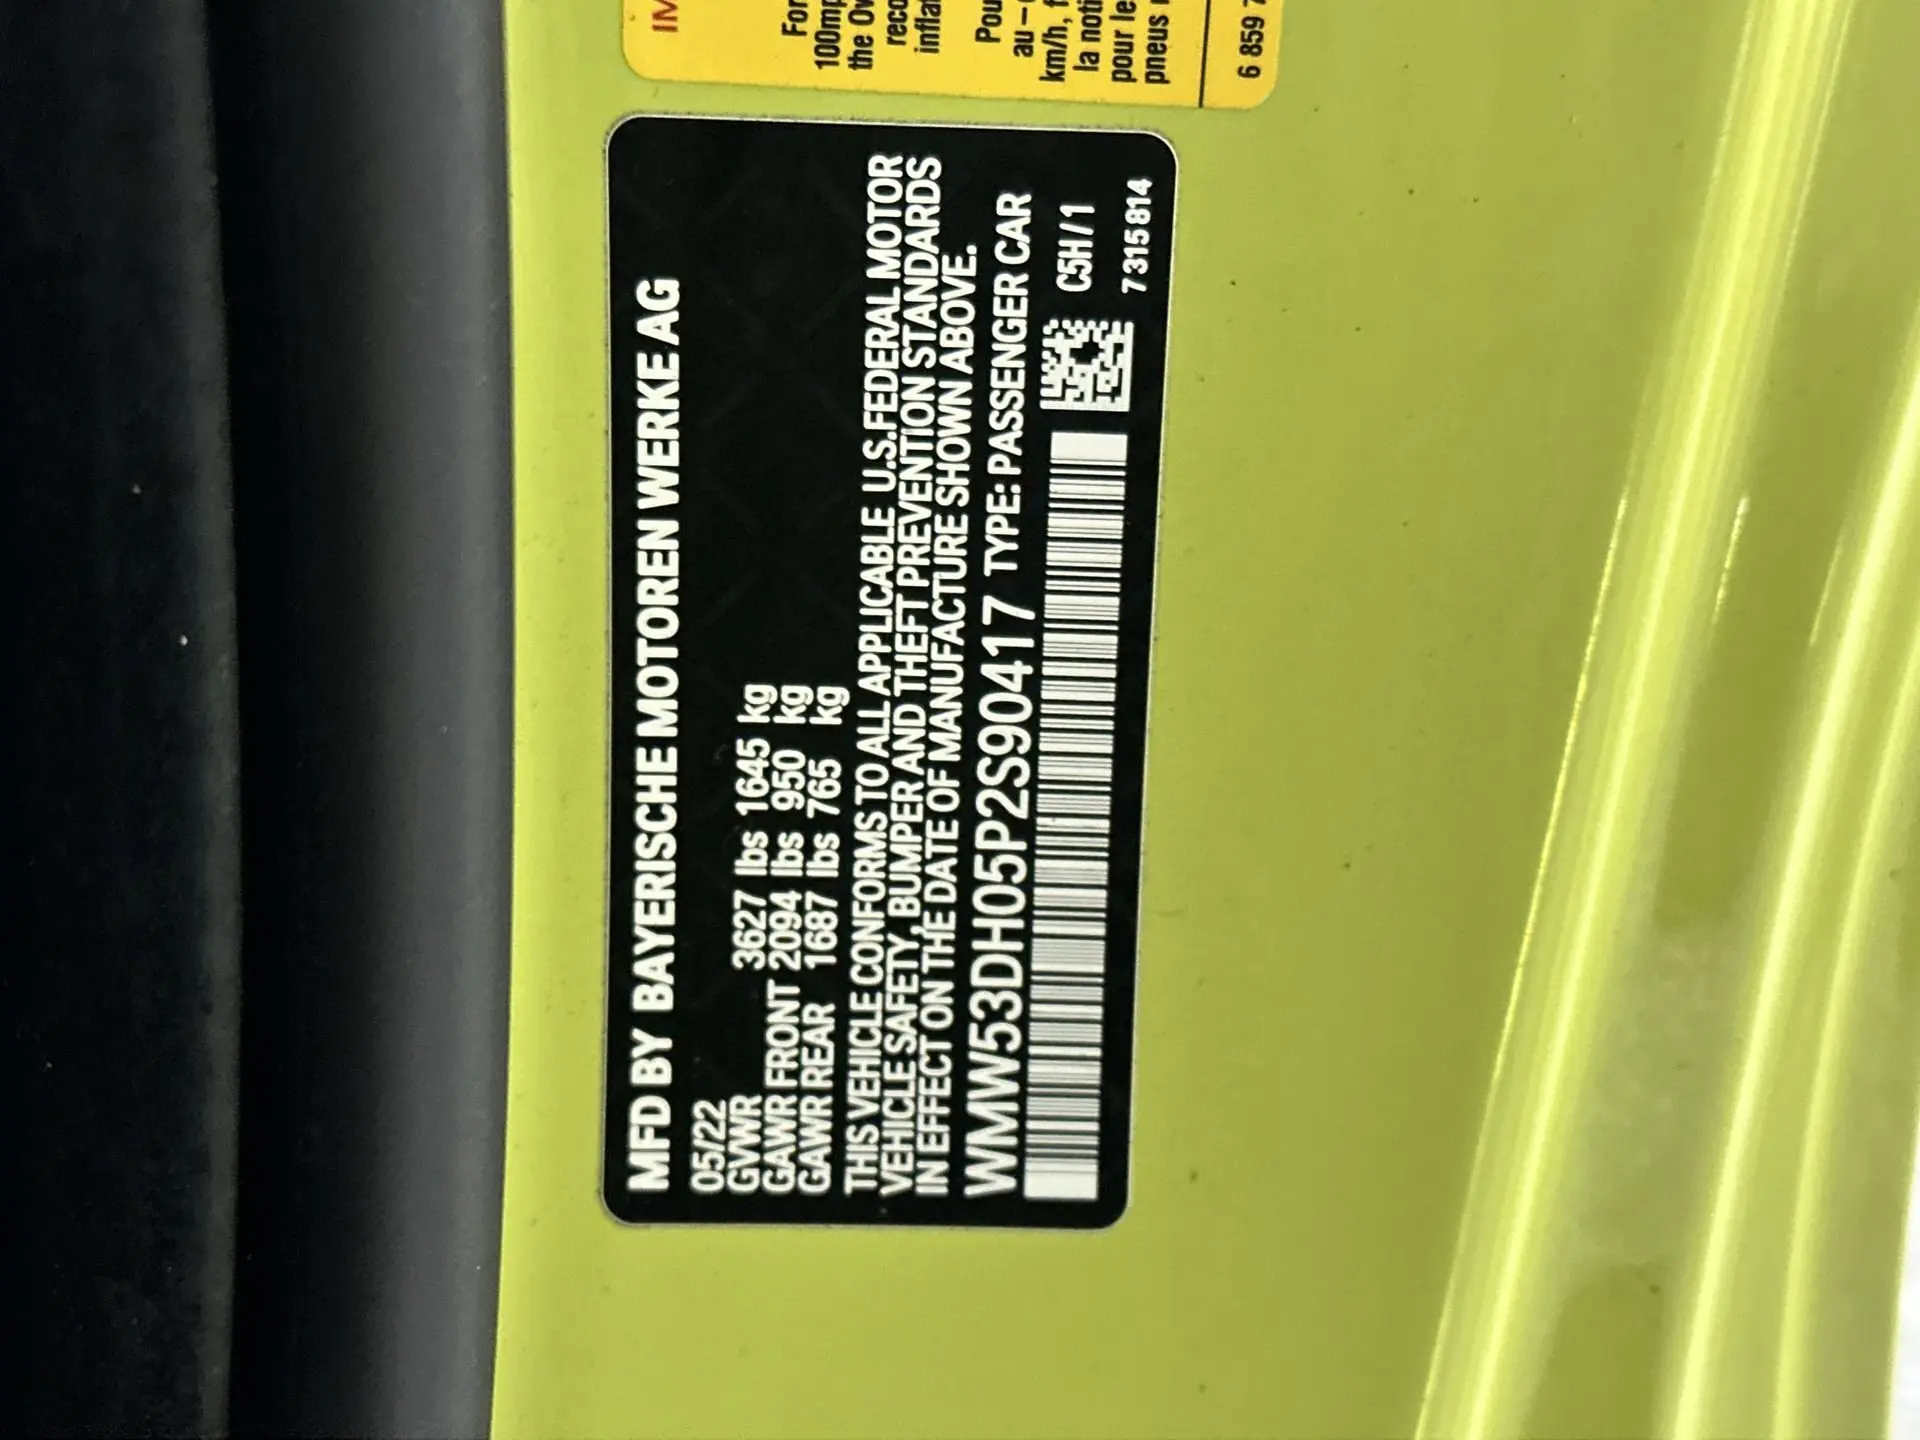 IM
For
100mp
the Ow
reco
infla
Pou
au - 
km/h, f
la noti
pour le
pneus
6 859 7
MFD BY BAYERISCHE MOTOREN WERKE AG
05/22
GVWR 3627 lbs 1645 kg
GAWR FRONT 2094 lbs 950 kg
GAWR REAR 1687 lbs 765 kg
THIS VEHICLE CONFORMS TO ALL APPLICABLE U.S.FEDERAL MOTOR
VEHICLE SAFETY, BUMPER AND THEFT PREVENTION STANDARDS
IN EFFECT ON THE DATE OF MANUFACTURE SHOWN ABOVE.
WMW53DH05P2S90417 TYPE: PASSENGER CAR
C5H/1
7315814